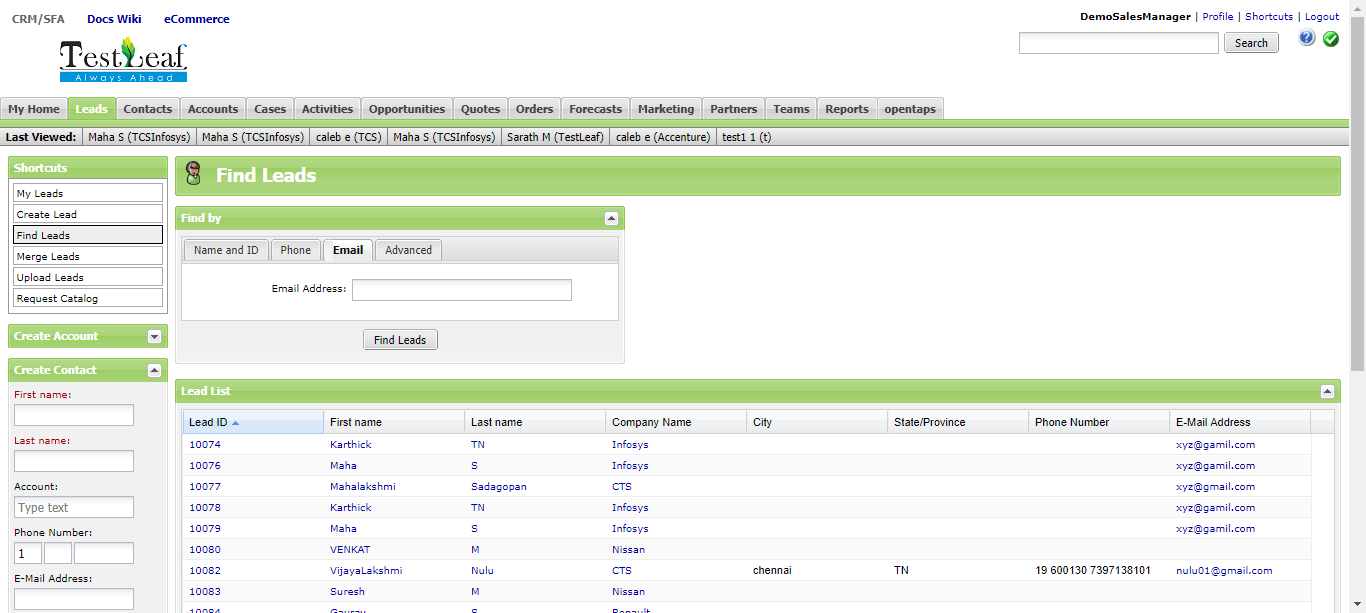 CRM/SFA Docs Wiki eCommerce
DemoSalesManager | Profile | Shortcuts | Logout
TestLeaf
Always Ahead
Search
My Home Leads Contacts Accounts Cases Activities Opportunities Quotes Orders Forecasts Marketing Partners Teams Reports opentaps
Last Viewed: Maha S (TCSInfosys) Maha S (TCSInfosys) caleb e (TCS) Maha S (TCSInfosys) Sarath M (TestLeaf) caleb e (Accenture) test1 1 (t)
Shortcuts
My Leads
Create Lead
Find Leads
Merge Leads
Upload Leads
Request Catalog
Create Account
Create Contact
First name:
Last name:
Account:
Type text
Phone Number:
1
E-Mail Address:
Find Leads
Find by
Name and ID Phone Email Advanced
Email Address:
Find Leads
Lead List
Lead ID First name Last name Company Name City State/Province Phone Number E-Mail Address
10074 Karthick TN Infosys xyz@gamil.com
10076 Maha S Infosys xyz@gamil.com
10077 Mahalakshmi Sadagopan CTS xyz@gmail.com
10078 Karthick TN Infosys xyz@gamil.com
10079 Maha S Infosys xyz@gamil.com
10080 VENKAT M Nissan
10082 VijayaLakshmi Nulu CTS chennai TN 19 600130 7397138101 nulu01@gmail.com
10083 Suresh M Nissan
10084 Gaurav S Renault